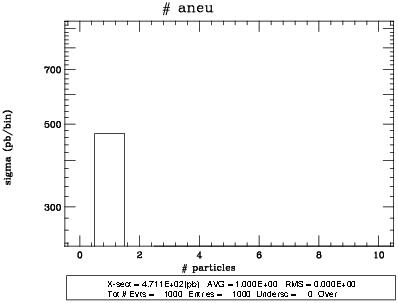 # aneu
700
500
300
sigma (pb/bin)
0 2 4 6 8 10
# particles
X-sect = 4.711E+02(pb) AVG = 1.000E+00 RMS = 0.000E+00
Tot # Evts = 1000 Entries = 1000 Undersc = 0 Over